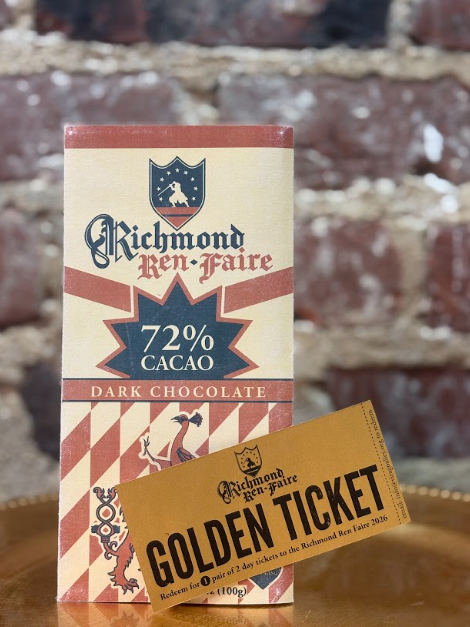 Richmond
Ren·Faire
72%
CACAO
DARK CHOCOLATE
Richmond
Ren·Faire
GOLDEN TICKET
Redeem for 1 pair of 2 day tickets to the Richmond Ren Faire 2026
(100g)